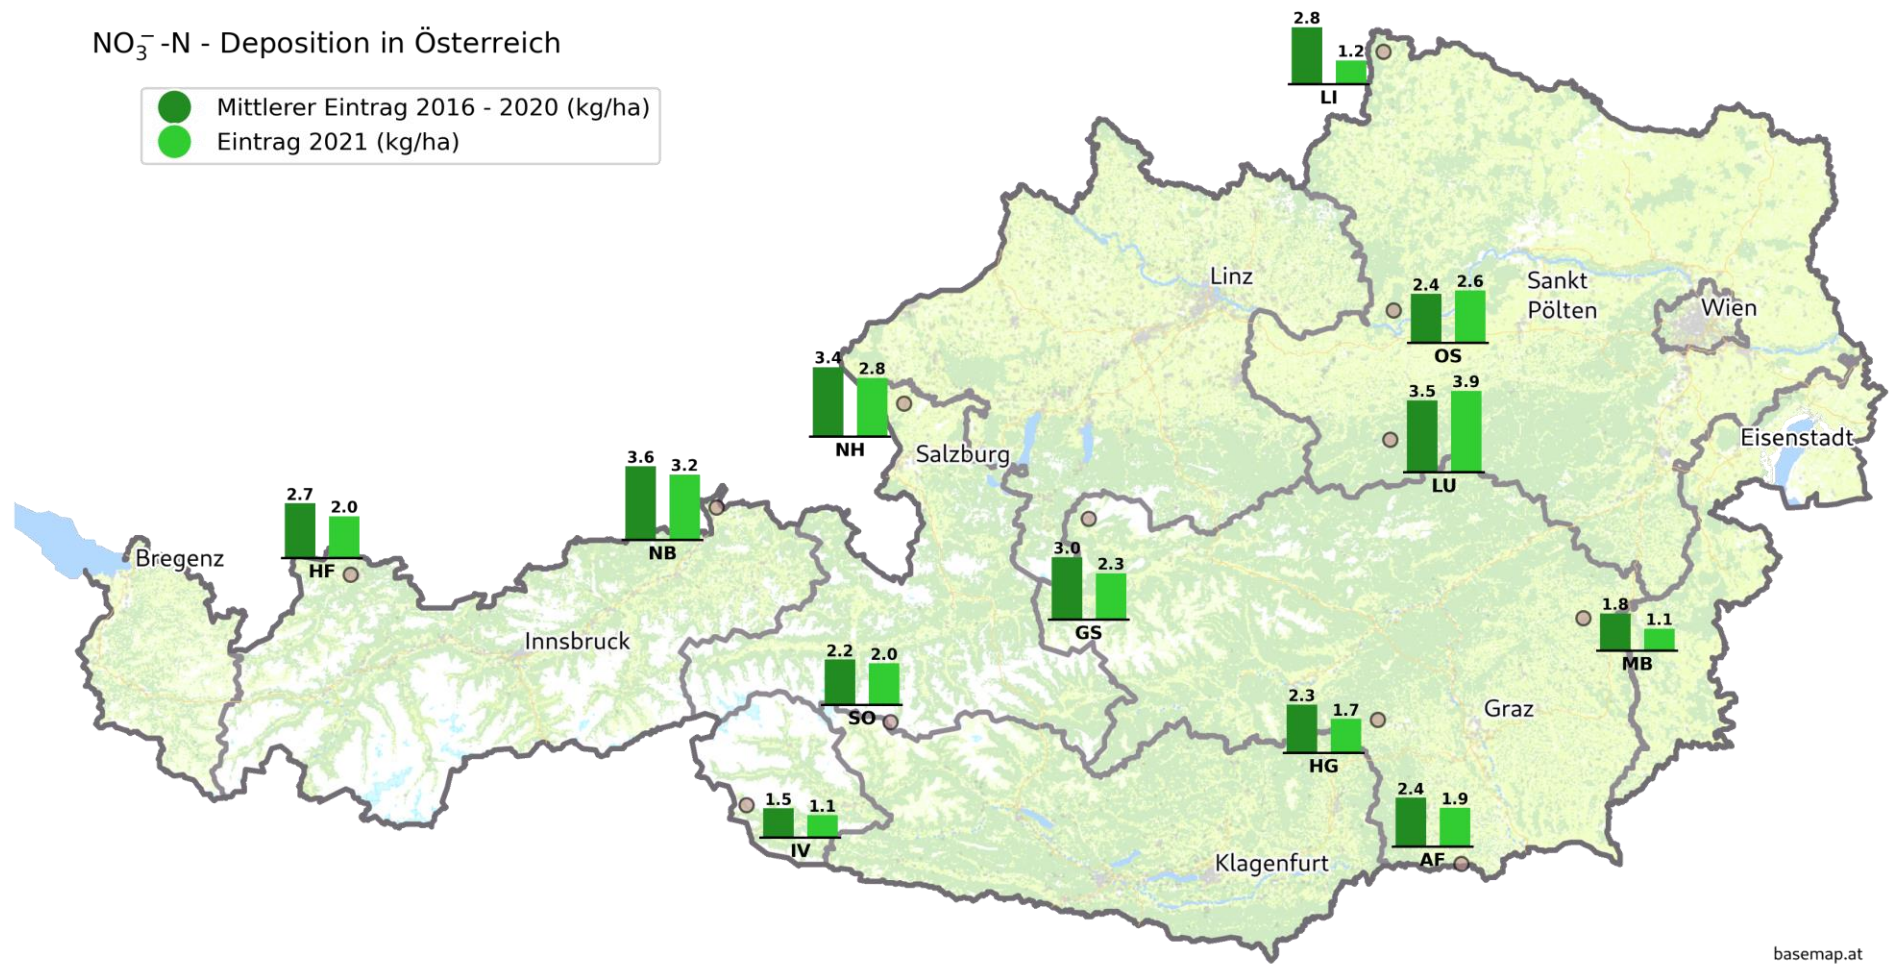 NO₃⁻-N - Deposition in Österreich
Mittlerer Eintrag 2016 - 2020 (kg/ha)
Eintrag 2021 (kg/ha)
2.8 1.2
LI
Linz
2.4 2.6
OS
Sankt
Pölten
Wien
3.4 2.8
NH
3.5 3.9
LU
Eisenstadt
Salzburg
3.6 3.2
NB
2.7 2.0
HF
Bregenz
3.0 2.3
GS
1.8 1.1
MB
Innsbruck
2.2 2.0
SO
2.3 1.7
HG
Graz
1.5 1.1
IV
2.4 1.9
AF
Klagenfurt
basemap.at